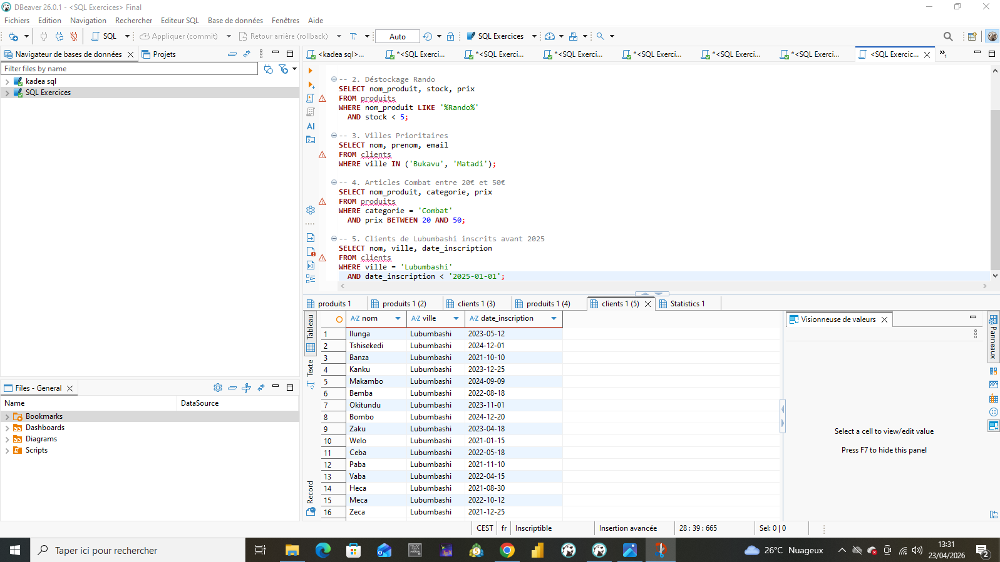 DBeaver 26.0.1 - <SQL Exercices> Final
Fichiers Edition Navigation Rechercher Editeur SQL Base de données Fenêtres Aide
SQL Appliquer (commit) Retour arrière (rollback) T Auto SQL Exercices
Navigateur de bases de données Projets
<kadea sql>... *<SQL Exerci... *<SQL Exerci... *<SQL Exerci... *<SQL Exerci... *<SQL Exerci... *<SQL Exerci... <SQL Exercic... »1
Filter files by name
kadea sql
SQL Exercices
-- 2. Déstockage Rando
SELECT nom_produit, stock, prix
FROM produits
WHERE nom_produit LIKE '%Rando%'
AND stock < 5;
AI
-- 3. Villes Prioritaires
SELECT nom, prenom, email
FROM clients
WHERE ville IN ('Bukavu', 'Matadi');
-- 4. Articles Combat entre 20€ et 50€
SELECT nom_produit, categorie, prix
FROM produits
WHERE categorie = 'Combat'
AND prix BETWEEN 20 AND 50;
-- 5. Clients de Lubumbashi inscrits avant 2025
SELECT nom, ville, date_inscription
FROM clients
WHERE ville = 'Lubumbashi'
AND date_inscription < '2025-01-01';
produits 1 produits 1 (2) clients 1 (3) produits 1 (4) clients 1 (5) Statistics 1
Tableau
Texte
Record
A-Z nom A-Z ville A-Z date_inscription
1 Ilunga Lubumbashi 2023-05-12
2 Tshisekedi Lubumbashi 2024-12-01
3 Banza Lubumbashi 2021-10-10
4 Kanku Lubumbashi 2023-12-25
5 Makambo Lubumbashi 2024-09-09
6 Bemba Lubumbashi 2022-08-18
7 Okitundu Lubumbashi 2023-11-01
8 Bombo Lubumbashi 2024-12-20
9 Zaku Lubumbashi 2023-04-18
10 Welo Lubumbashi 2021-01-15
11 Ceba Lubumbashi 2022-05-18
12 Paba Lubumbashi 2021-11-10
13 Vaba Lubumbashi 2022-04-15
14 Heca Lubumbashi 2021-08-30
15 Meca Lubumbashi 2022-10-12
16 Zeca Lubumbashi 2021-12-25
Visionneuse de valeurs
Select a cell to view/edit value
Press F7 to hide this panel
Panneaux
Files - General
Name DataSource
Bookmarks
Dashboards
Diagrams
Scripts
CEST fr Inscriptible Insertion avancée 28 : 39 : 665 Sel: 0 | 0
Taper ici pour rechercher
26°C Nuageux
13:31
23/04/2026
2